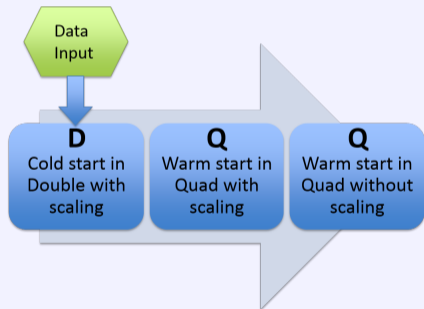 Data
Input
D
Cold start in
Double with
scaling
Q
Warm start in
Quad with
scaling
Q
Warm start in
Quad without
scaling